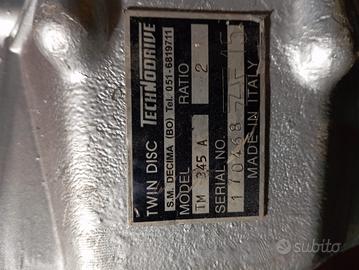 TWIN DISC
TECHNODRIVE
S.M. DECIMA (BO) Tel. 051-6819711
MODEL
RATIO
TM 345 A
2
SERIAL NO.
MADE IN ITALY
subito